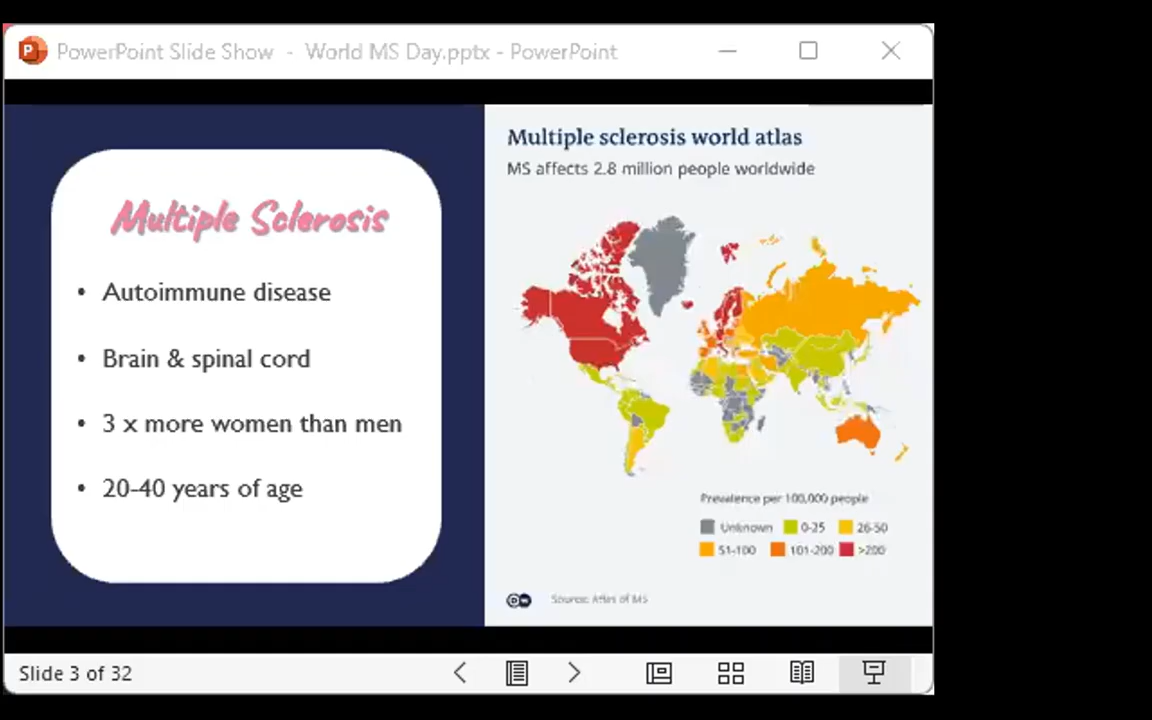 PowerPoint Slide Show - World MS Day.pptx - PowerPoint
Multiple Sclerosis
• Autoimmune disease
• Brain & spinal cord
• 3 x more women than men
• 20-40 years of age
Multiple sclerosis world atlas
MS affects 2.8 million people worldwide
Prevalence per 100,000 people
Unknown 0-25 26-50
51-100 101-200 >200
DW Source: Atlas of MS
Slide 3 of 32